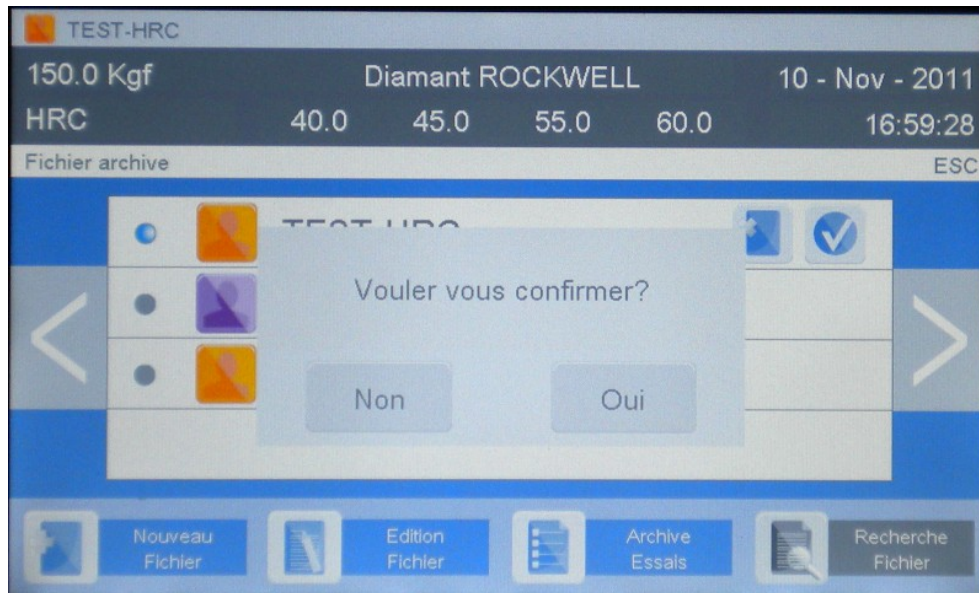 TEST-HRC
150.0 Kgf Diamant ROCKWELL 10 - Nov - 2011
HRC 40.0 45.0 55.0 60.0 16:59:28
Fichier archive ESC
TEST-HRC
Vouler vous confirmer?
Non Oui
Nouveau Fichier
Edition Fichier
Archive Essais
Recherche Fichier